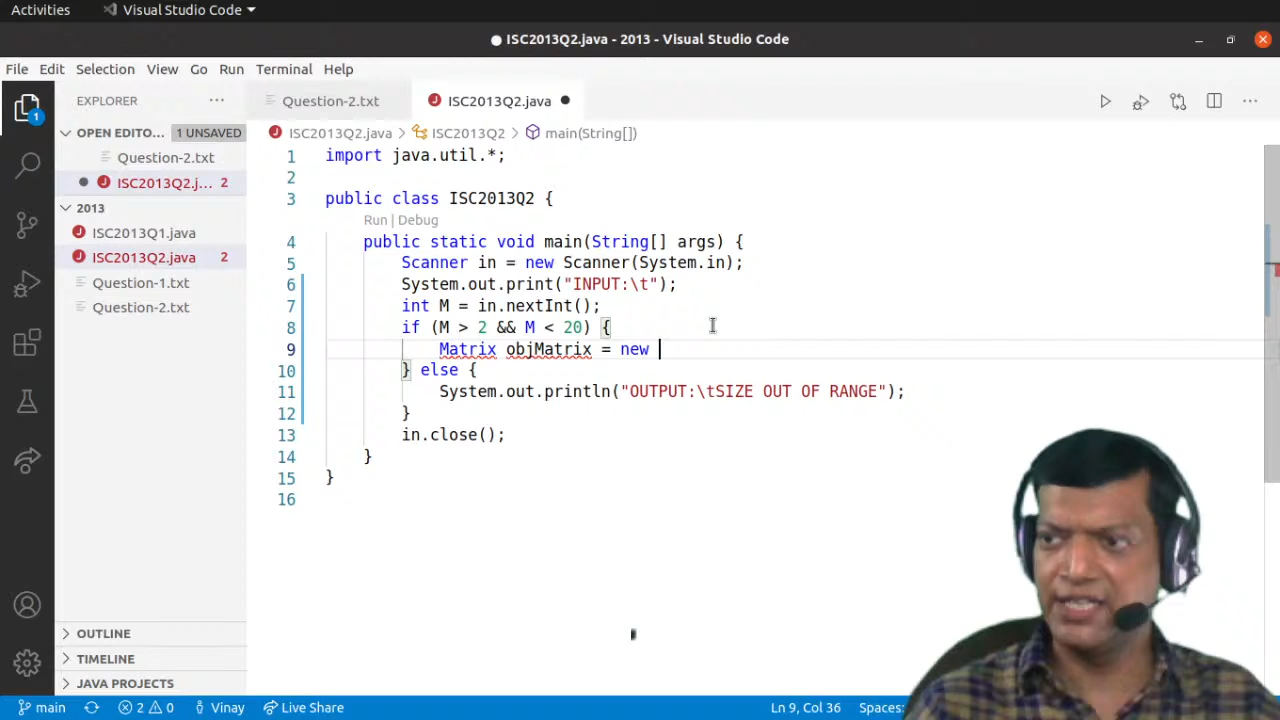 Activities Visual Studio Code
ISC2013Q2.java - 2013 - Visual Studio Code
File Edit Selection View Go Run Terminal Help
EXPLORER
Question-2.txt ISC2013Q2.java
OPEN EDITO... 1 UNSAVED
ISC2013Q2.java > ISC2013Q2 > main(String[])
Question-2.txt
ISC2013Q2.j... 2
2013
ISC2013Q1.java
ISC2013Q2.java 2
Question-1.txt
Question-2.txt
1 import java.util.*;
2
3 public class ISC2013Q2 {
Run | Debug
4 public static void main(String[] args) {
5 Scanner in = new Scanner(System.in);
6 System.out.print("INPUT:\t");
7 int M = in.nextInt();
8 if (M > 2 && M < 20) {
9 Matrix objMatrix = new
10 } else {
11 System.out.println("OUTPUT:\tSIZE OUT OF RANGE");
12 }
13 in.close();
14 }
15 }
16
OUTLINE
TIMELINE
JAVA PROJECTS
1
main 2 0 Vinay Live Share Ln 9, Col 36 Spaces: